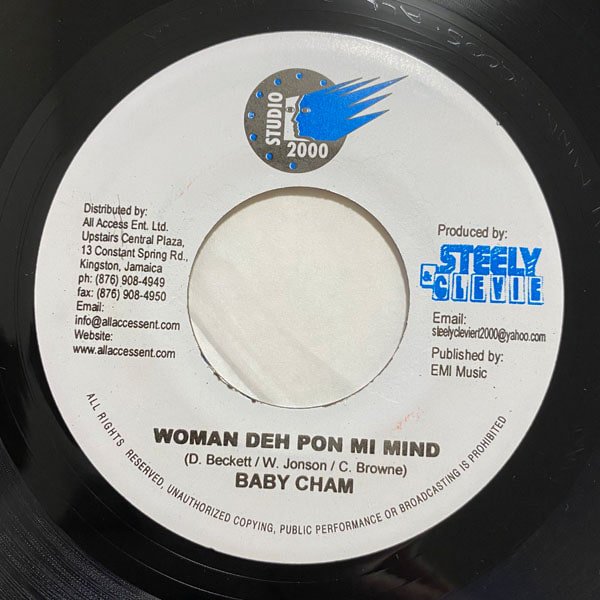 STUDIO
2000
Distributed by:
All Access Ent. Ltd.
Upstairs Central Plaza,
13 Constant Spring Rd.,
Kingston, Jamaica
ph: (876) 908-4949
fax: (876) 908-4950
Email:
info@allaccessent.com
Website:
www.allaccessent.com
Produced by:
STEELY
& CLEVIE
Email:
steelycleviert2000@yahoo.com
Published by:
EMI Music
WOMAN DEH PON MI MIND
(D. Beckett / W. Jonson / C. Browne)
BABY CHAM
ALL RIGHTS RESERVED, UNAUTHORIZED COPYING, PUBLIC PERFORMANCE OR BROADCASTING IS PROHIBITED